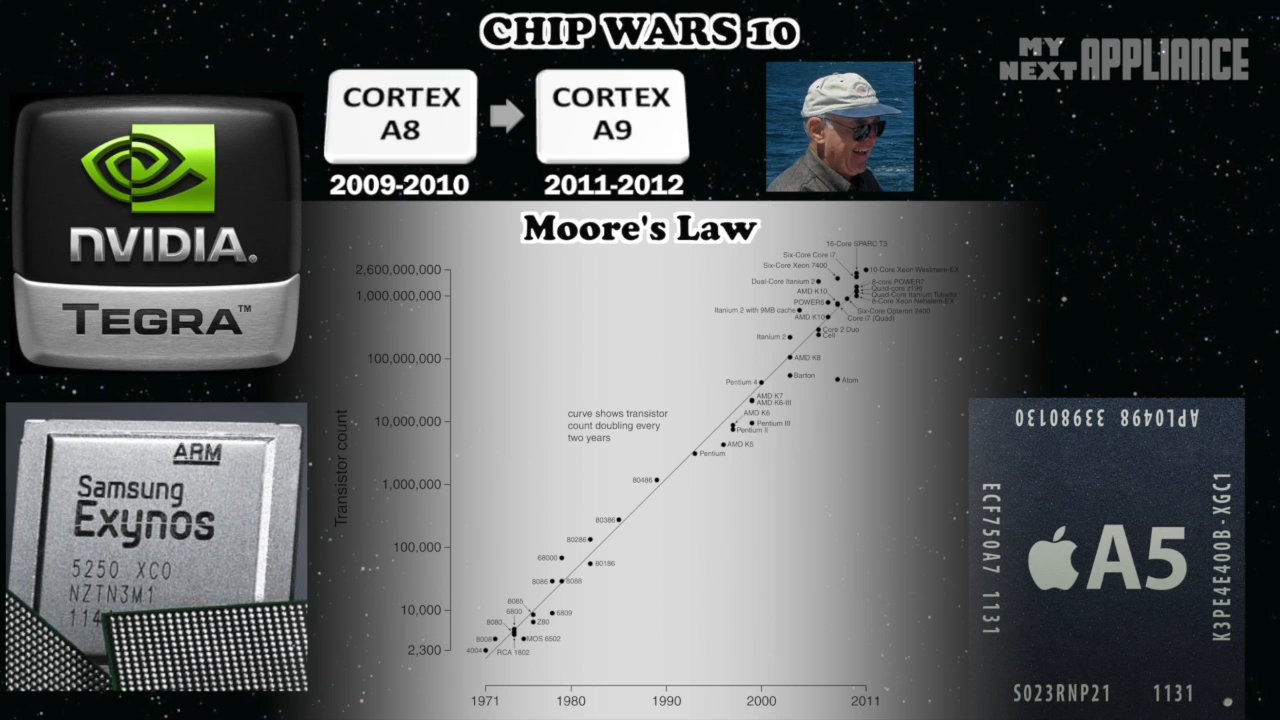 CHIP WARS 10
MY
NEXT APPLIANCE
CORTEX
A8
CORTEX
A9
2009-2010
2011-2012
NVIDIA.
TEGRA™
ARM
Samsung
Exynos
5250 XC0
NZTN3M1
Moore's Law
Transistor count
2,600,000,000
1,000,000,000
100,000,000
10,000,000
1,000,000
100,000
10,000
2,300
1971
1980
1990
2000
2011
curve shows transistor
count doubling every
two years
16-Core SPARC T3
Six-Core Core i7
Six-Core Xeon 7400
10-Core Xeon Westmere-EX
Dual-Core Itanium 2
8-core POWER7
Quad-core z196
AMD K10
Quad-Core Itanium Tukwila
8-Core Xeon Nehalem-EX
POWER6
Itanium 2 with 9MB cache
Six-Core Opteron 2400
AMD K10
Core i7 (Quad)
Core 2 Duo
Cell
Itanium 2
AMD K8
Barton
Atom
Pentium 4
AMD K7
AMD K6-III
AMD K6
Pentium III
Pentium II
AMD K5
Pentium
80486
80386
80286
68000
80186
8086
8088
8085
6800
6809
8080
Z80
8008
MOS 6502
4004
RCA 1802
APL0498 33980130
ECF750A7 1131
K3PE4E400B-XGC1
A5
S023RNP21 1131